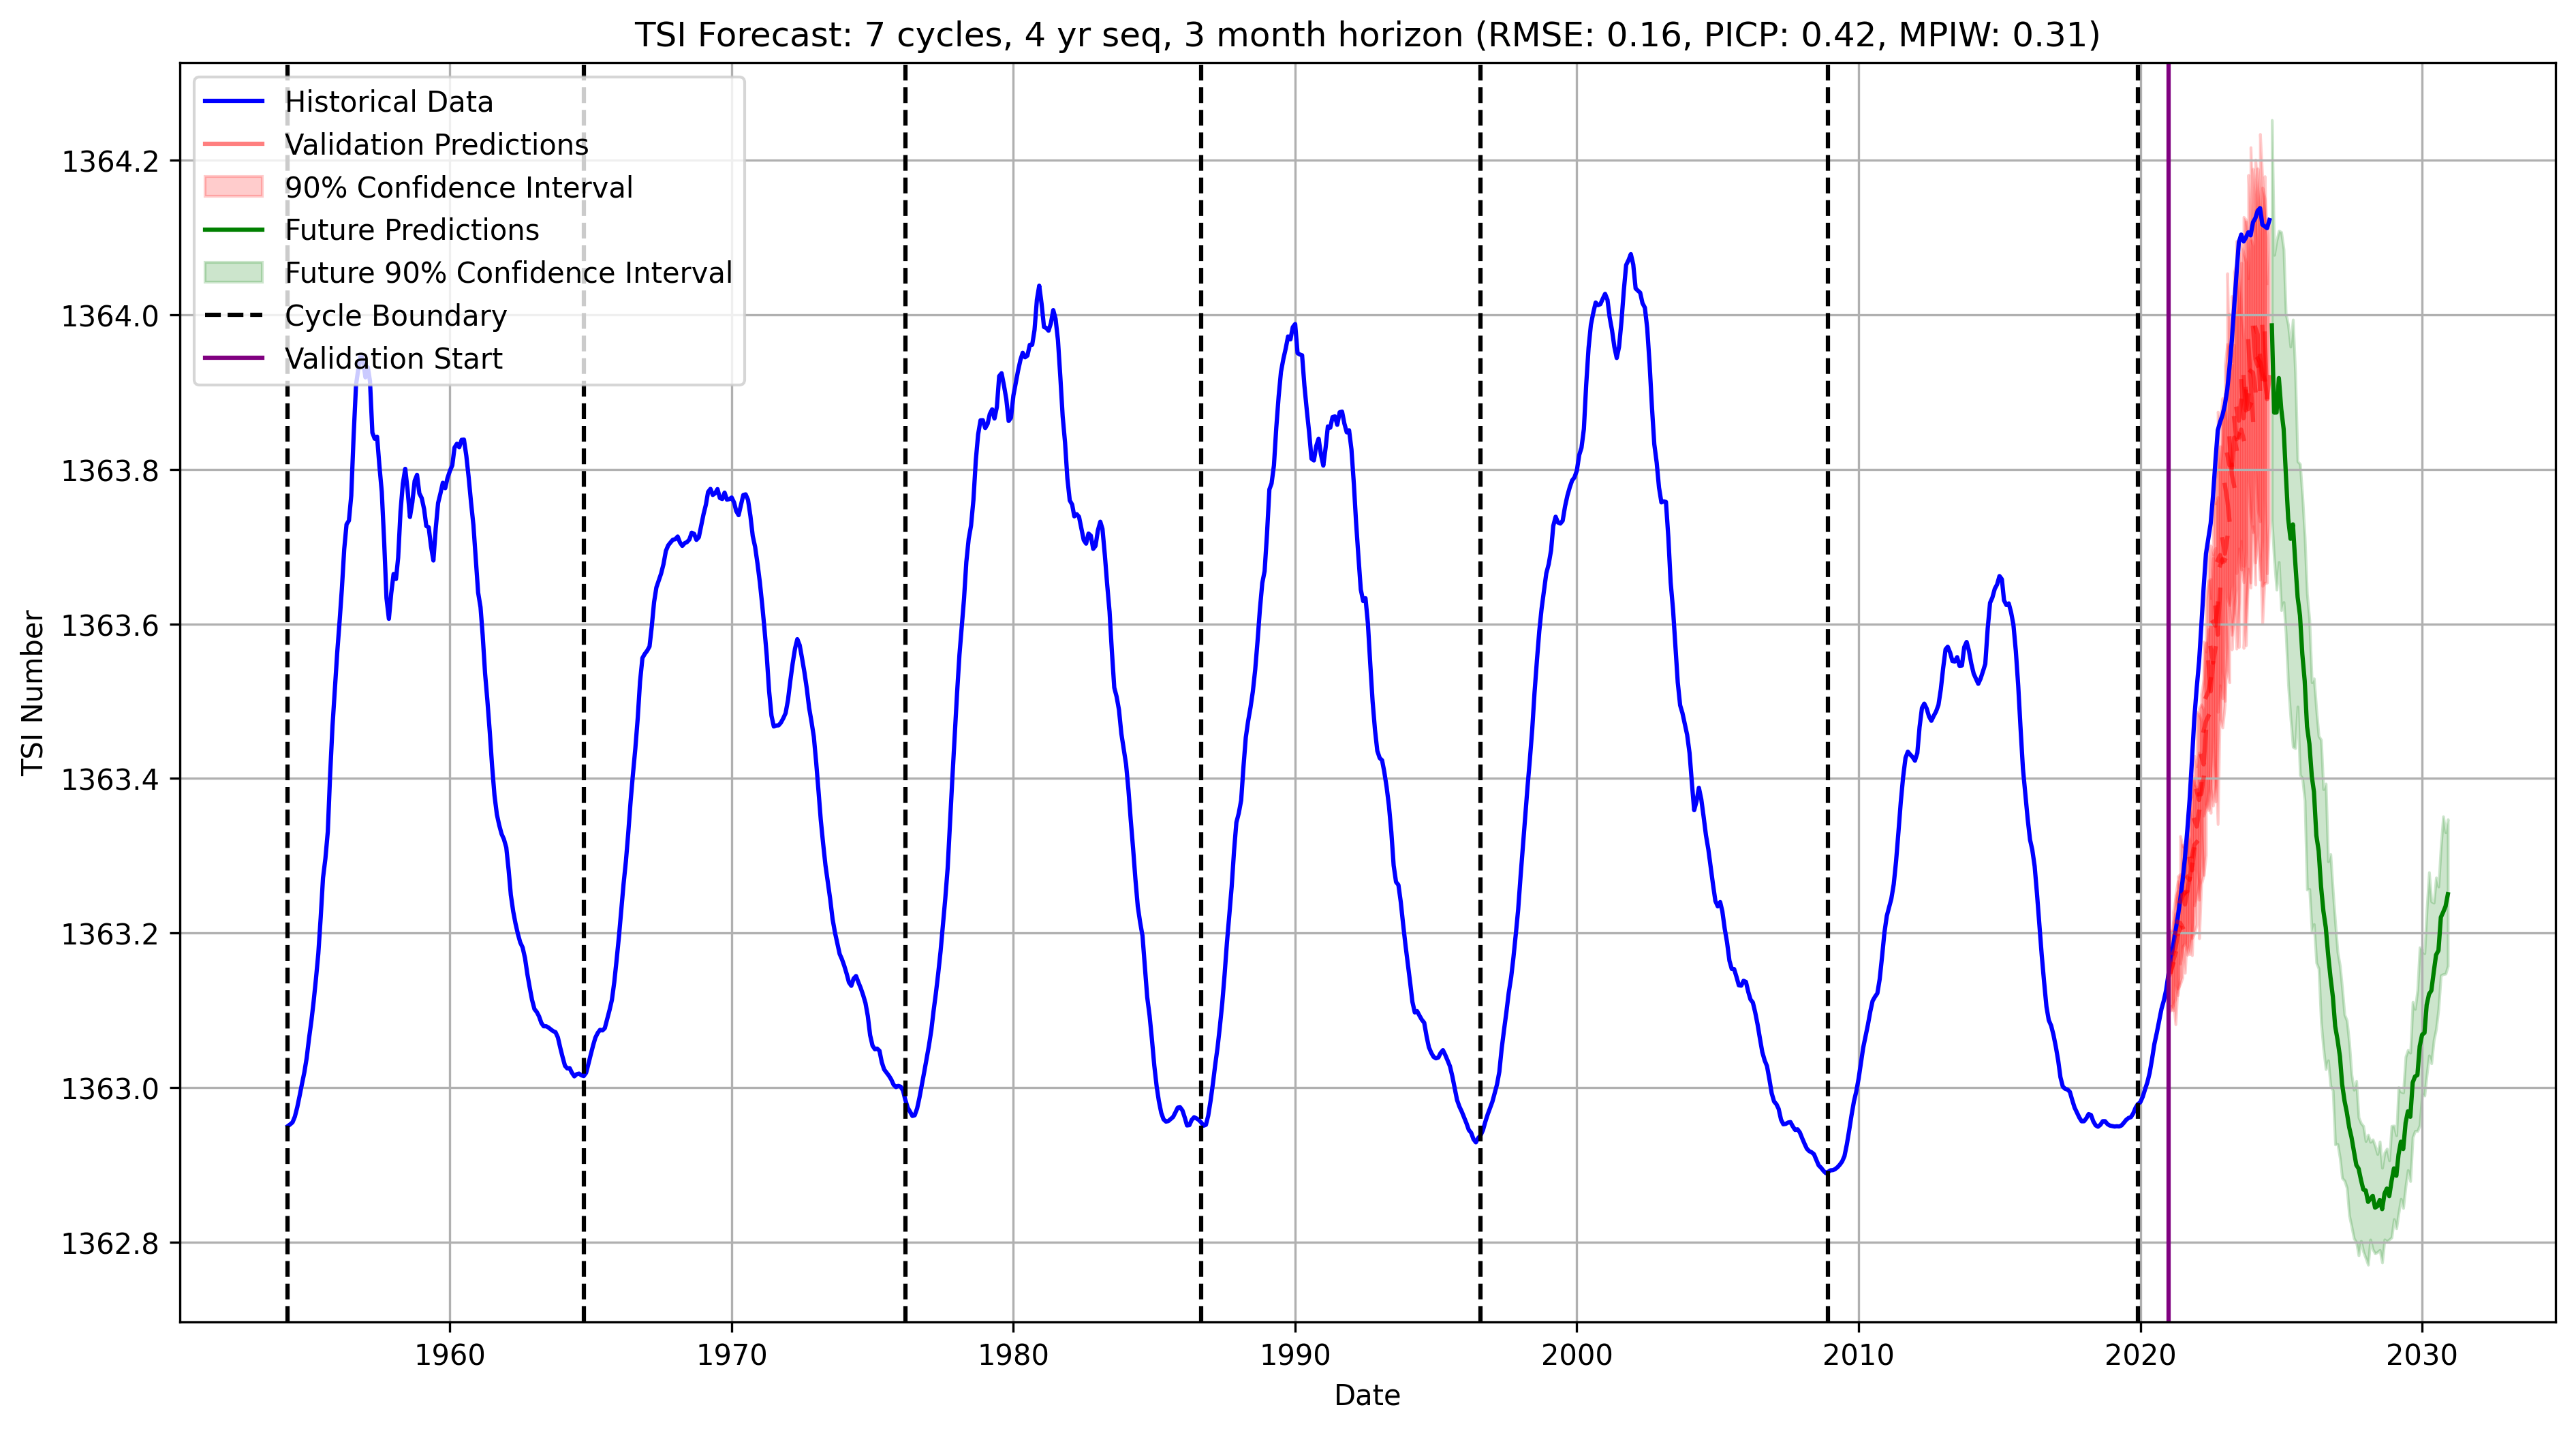 TSI Forecast: 7 cycles, 4 yr seq, 3 month horizon (RMSE: 0.16, PICP: 0.42, MPIW: 0.31)
Historical Data
Validation Predictions
90% Confidence Interval
Future Predictions
Future 90% Confidence Interval
Cycle Boundary
Validation Start
TSI Number
1364.2
1364.0
1363.8
1363.6
1363.4
1363.2
1363.0
1362.8
1960 1970 1980 1990 2000 2010 2020 2030
Date